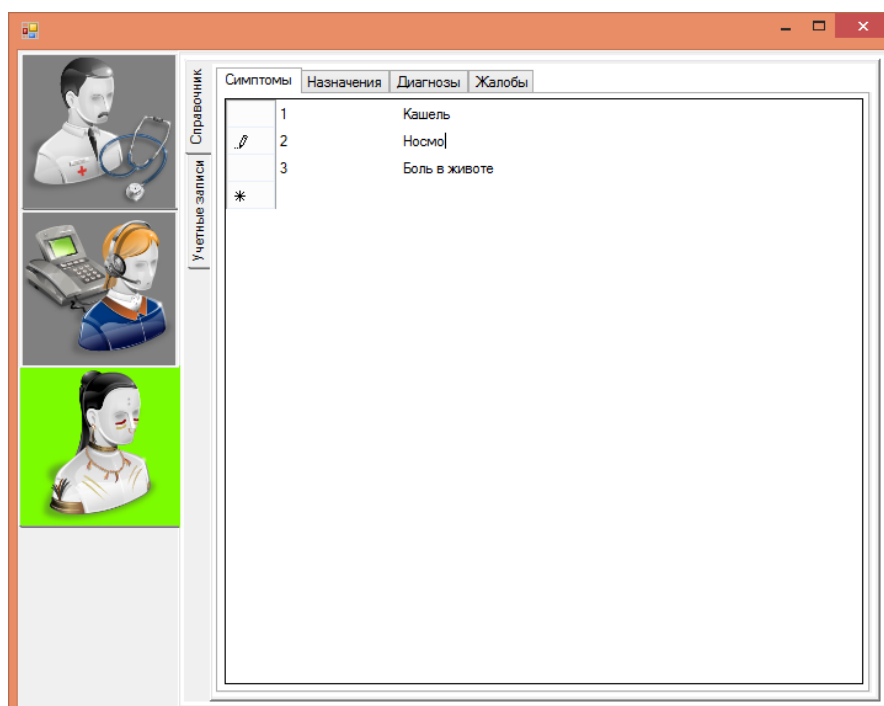 Справочник
Учетные записи
Симптомы Назначения Диагнозы Жалобы
1 Кашель
2 Носмо
3 Боль в животе